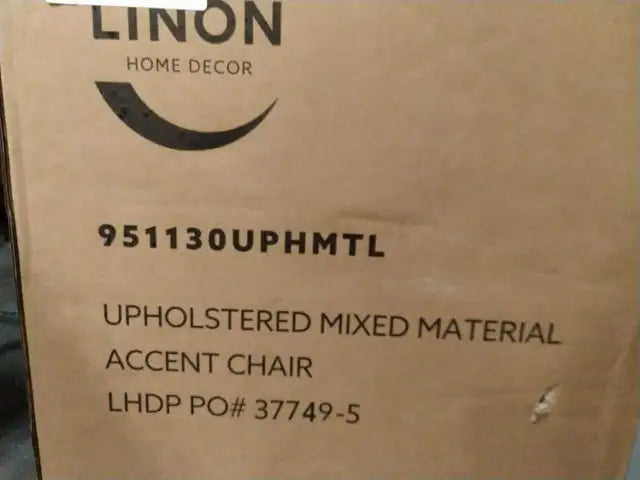 LINON
HOME DECOR
951130UPHMTL
UPHOLSTERED MIXED MATERIAL
ACCENT CHAIR
LHDP PO# 37749-5